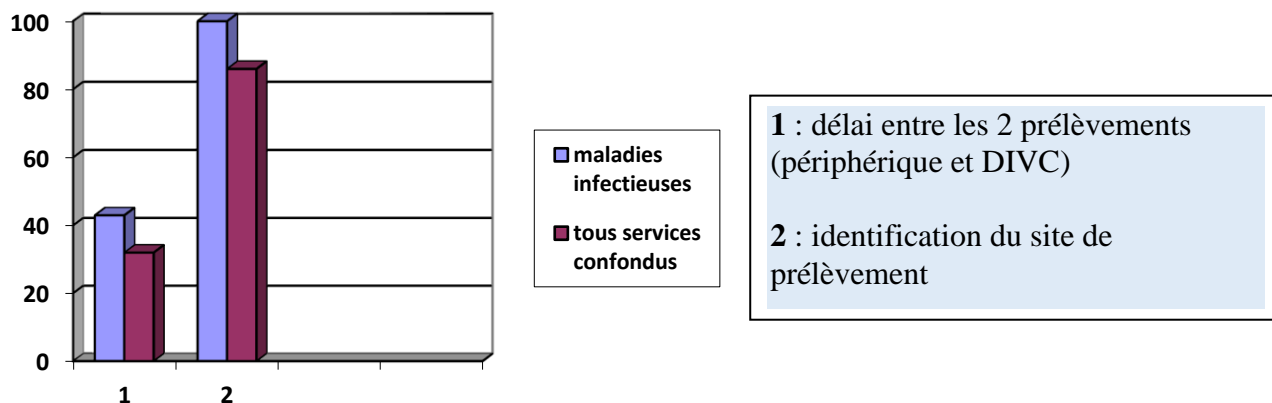 100
80
60
40
20
0
1 2
maladies
infectieuses
tous services
confondus
1 : délai entre les 2 prélèvements
(périphérique et DIVC)
2 : identification du site de
prélèvement